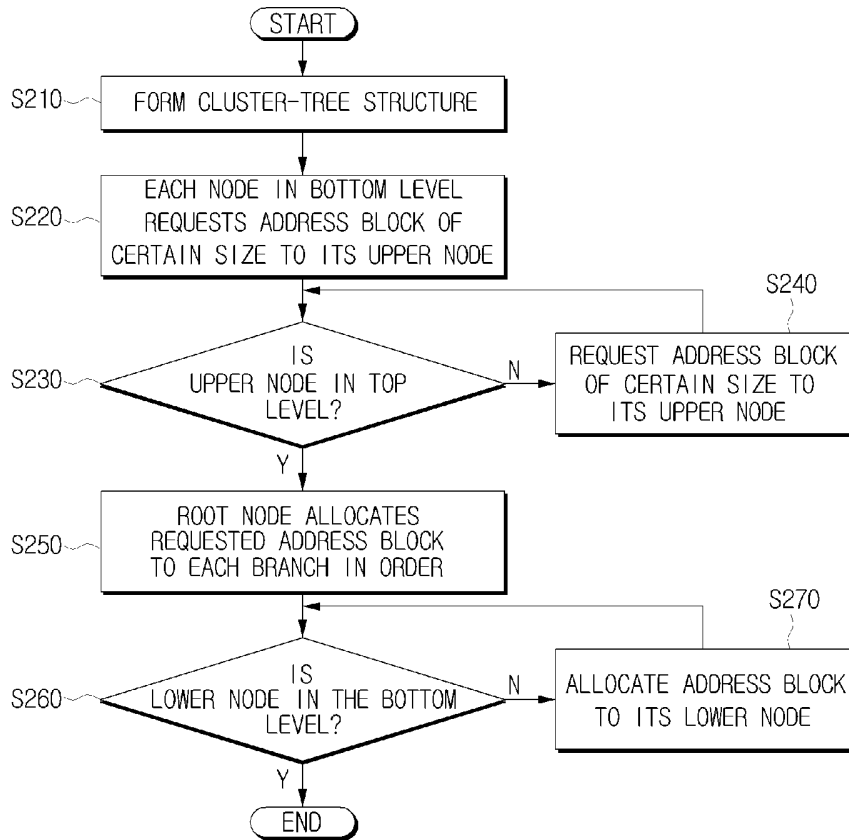 START
S210
FORM CLUSTER-TREE STRUCTURE
S220
EACH NODE IN BOTTOM LEVEL
REQUESTS ADDRESS BLOCK OF
CERTAIN SIZE TO ITS UPPER NODE
S230
IS
UPPER NODE IN TOP
LEVEL?
N
S240
REQUEST ADDRESS BLOCK
OF CERTAIN SIZE TO
ITS UPPER NODE
Y
S250
ROOT NODE ALLOCATES
REQUESTED ADDRESS BLOCK
TO EACH BRANCH IN ORDER
S260
IS
LOWER NODE IN THE BOTTOM
LEVEL?
N
S270
ALLOCATE ADDRESS BLOCK
TO ITS LOWER NODE
Y
END